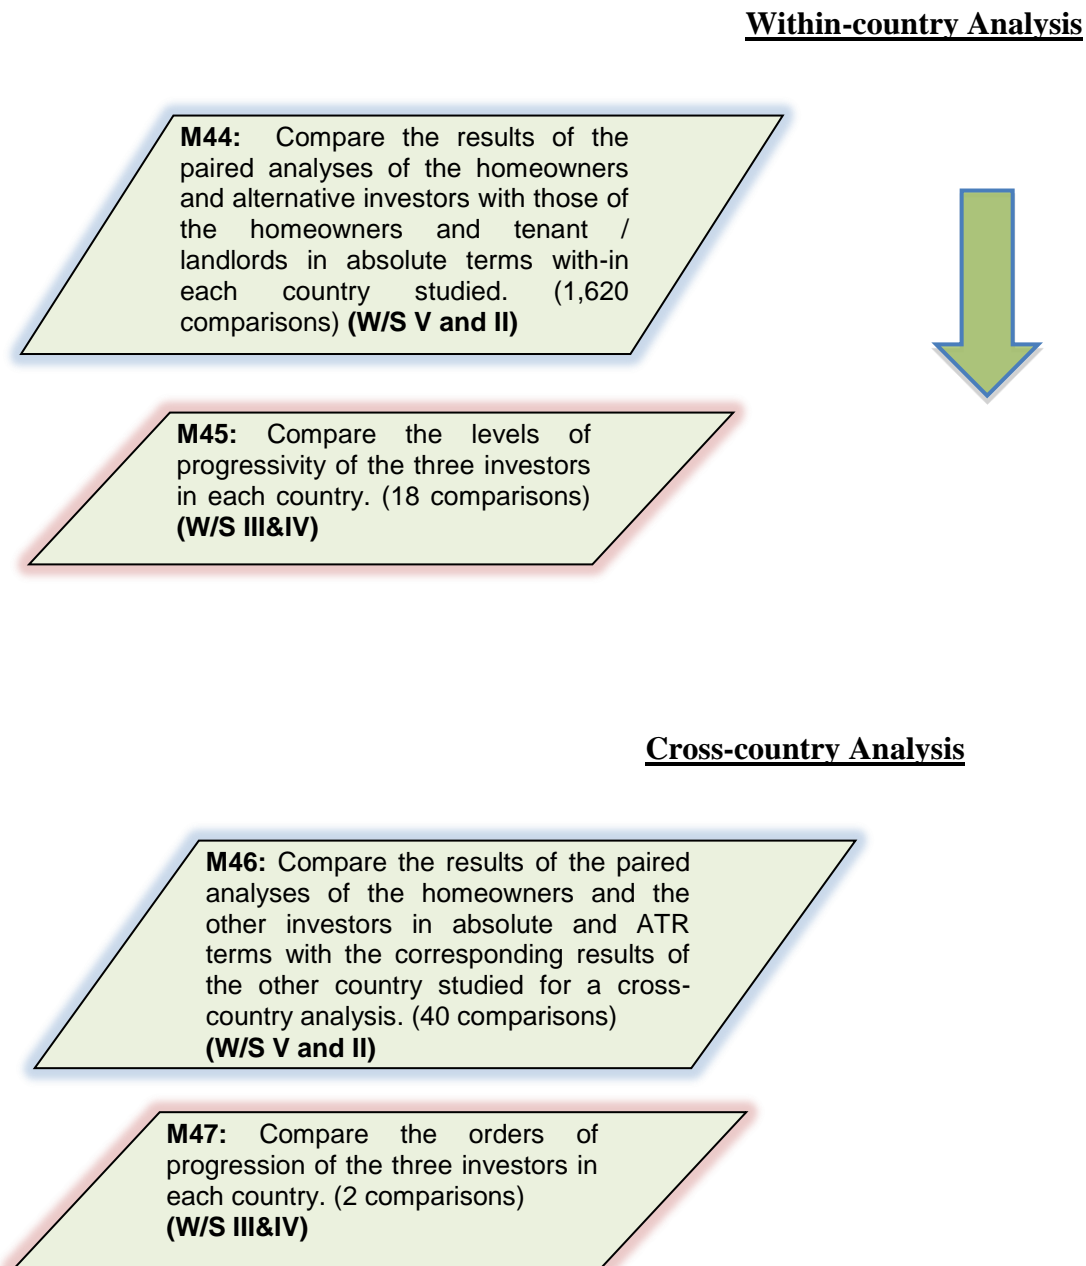 Within-country Analysis
M44: Compare the results of the
paired analyses of the homeowners
and alternative investors with those of
the homeowners and tenant /
landlords in absolute terms with-in
each country studied. (1,620
comparisons) (W/S V and II)
M45: Compare the levels of
progressivity of the three investors
in each country. (18 comparisons)
(W/S III&IV)
Cross-country Analysis
M46: Compare the results of the paired
analyses of the homeowners and the
other investors in absolute and ATR
terms with the corresponding results of
the other country studied for a cross-
country analysis. (40 comparisons)
(W/S V and II)
M47: Compare the orders of
progression of the three investors in
each country. (2 comparisons)
(W/S III&IV)